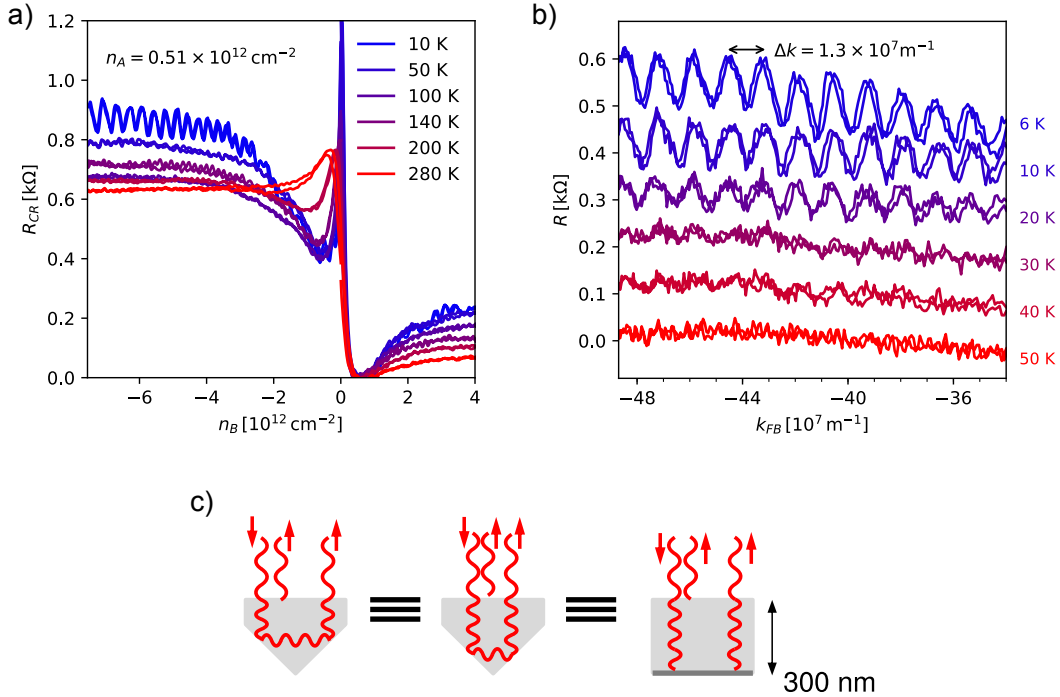 a)
n_A = 0.51 × 10^12 cm^−2
10 K
50 K
100 K
140 K
200 K
280 K
1.2
1.0
0.8
0.6
0.4
0.2
0.0
R_CR [kΩ]
−6 −4 −2 0 2 4
n_B [10^12 cm^−2]
b)
Δk = 1.3 × 10^7 m^−1
0.6
0.5
0.4
0.3
0.2
0.1
0.0
R [kΩ]
6 K
10 K
20 K
30 K
40 K
50 K
−48 −44 −40 −36
k_FB [10^7 m^−1]
c)
300 nm